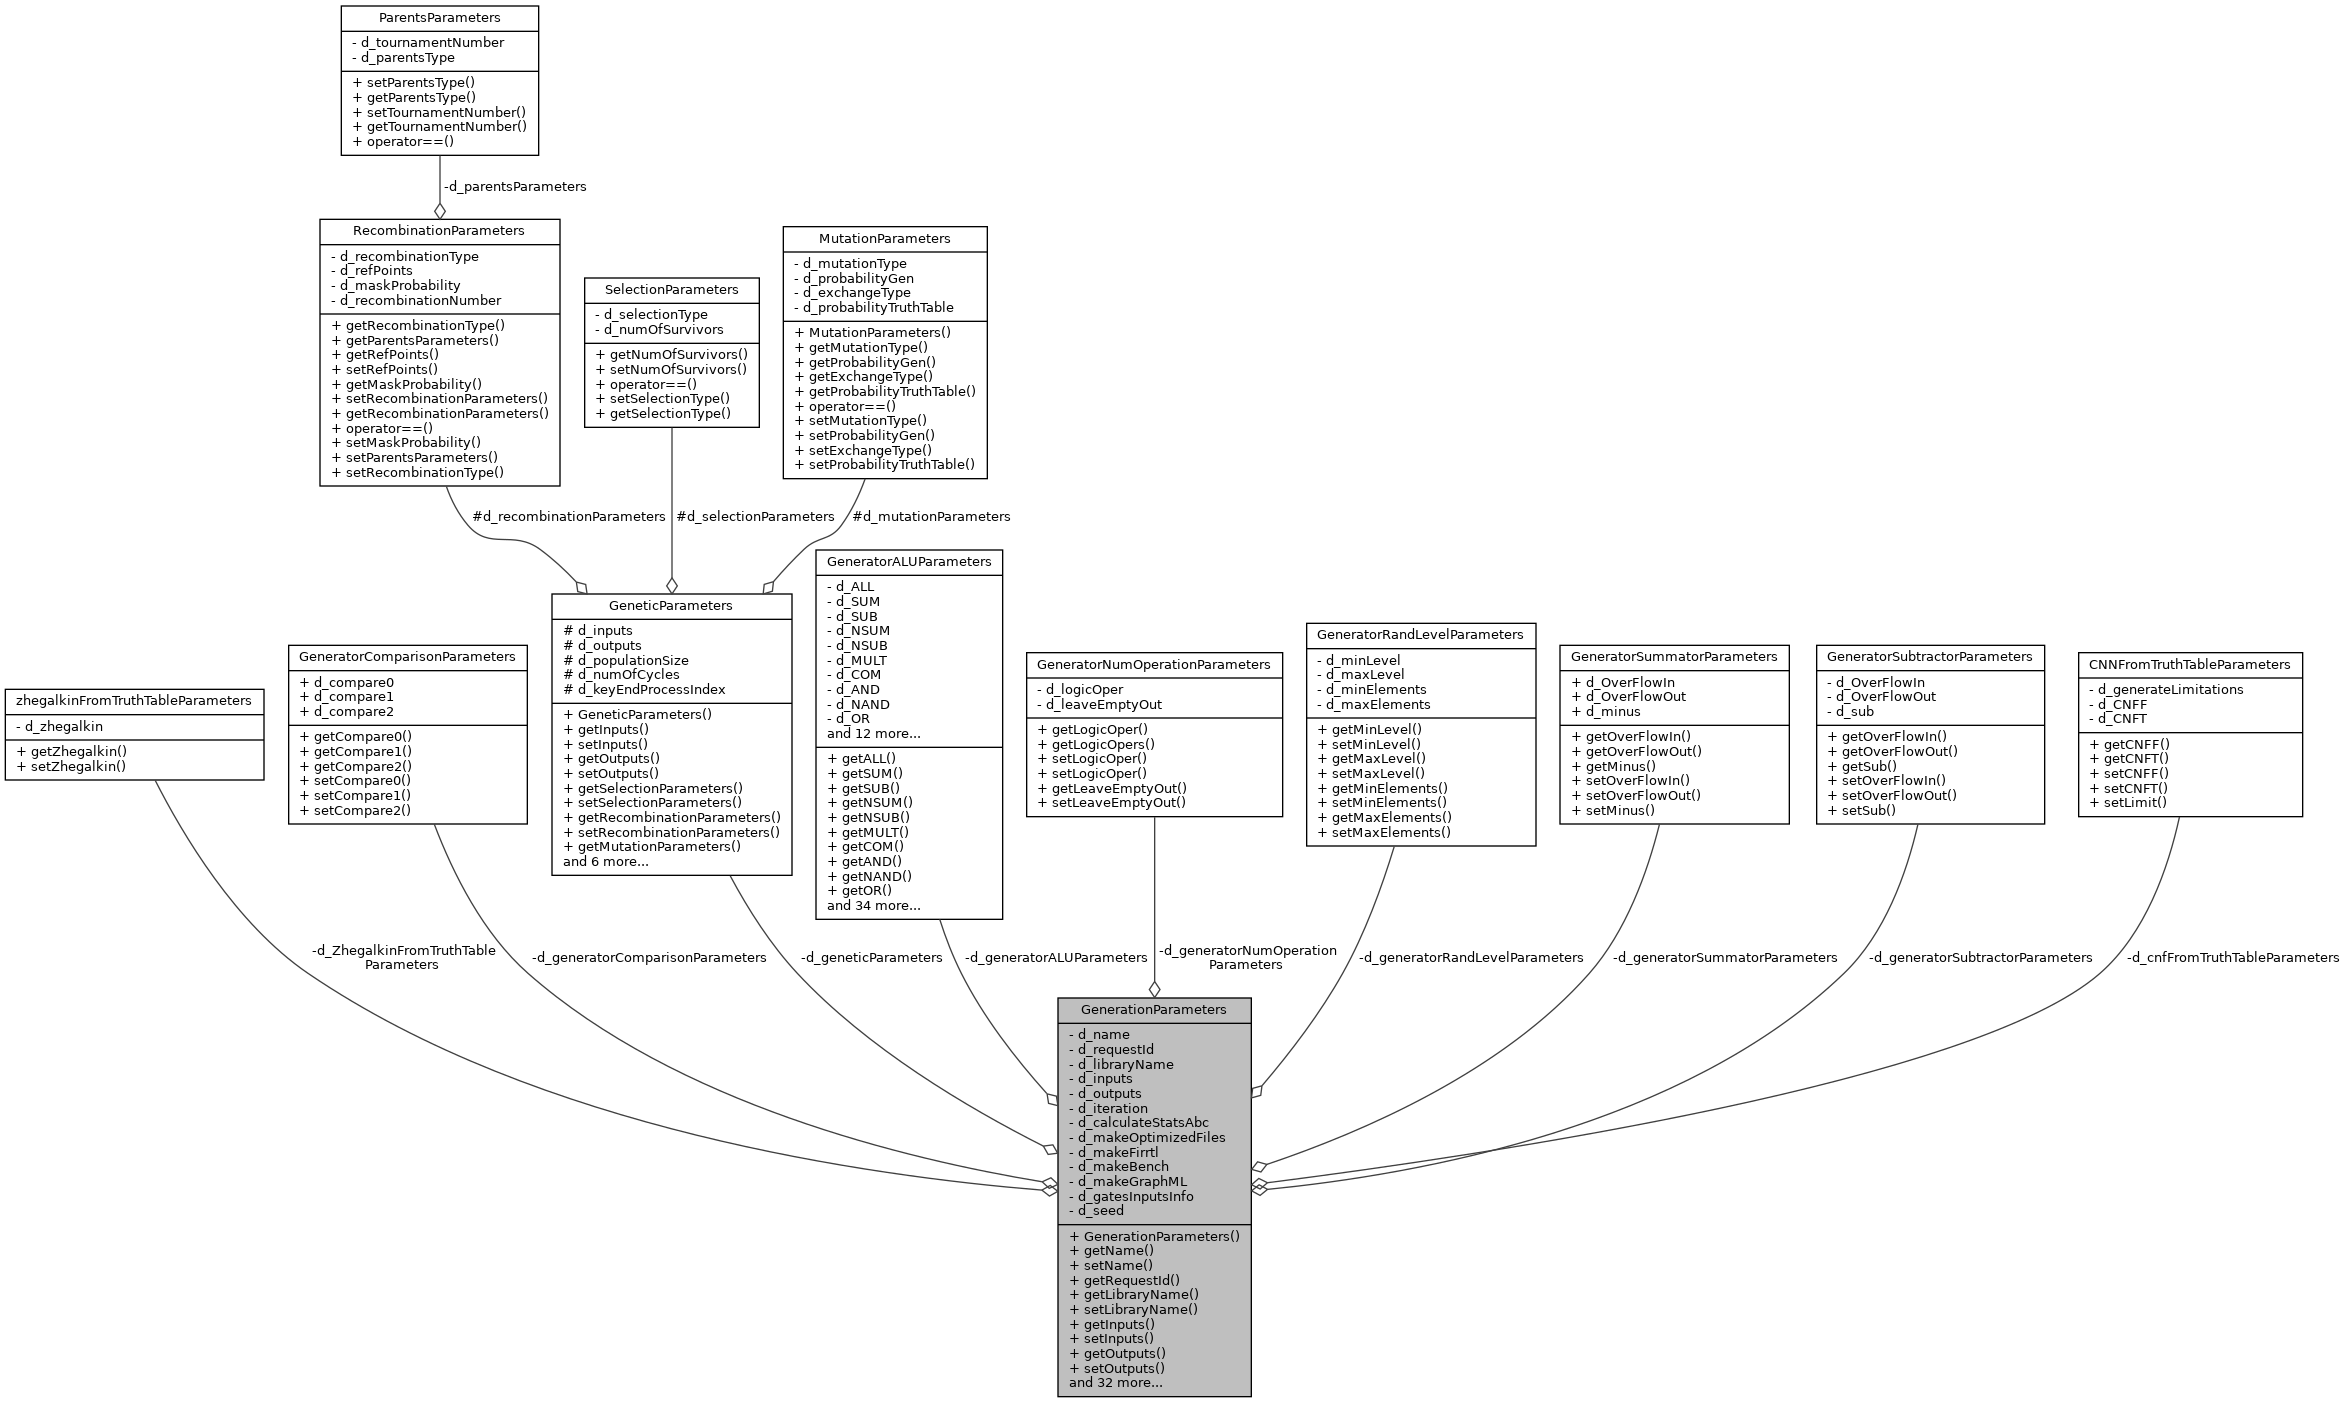 ParentsParameters
- d_tournamentNumber
- d_parentsType
+ setParentsType()
+ getParentsType()
+ setTournamentNumber()
+ getTournamentNumber()
+ operator==()
-d_parentsParameters
RecombinationParameters
- d_recombinationType
- d_refPoints
- d_maskProbability
- d_recombinationNumber
+ getRecombinationType()
+ getParentsParameters()
+ getRefPoints()
+ setRefPoints()
+ getMaskProbability()
+ setRecombinationParameters()
+ getRecombinationParameters()
+ operator==()
+ setMaskProbability()
+ setParentsParameters()
+ setRecombinationType()
SelectionParameters
- d_selectionType
- d_numOfSurvivors
+ getNumOfSurvivors()
+ setNumOfSurvivors()
+ operator==()
+ setSelectionType()
+ getSelectionType()
MutationParameters
- d_mutationType
- d_probabilityGen
- d_exchangeType
- d_probabilityTruthTable
+ MutationParameters()
+ getMutationType()
+ getProbabilityGen()
+ getExchangeType()
+ getProbabilityTruthTable()
+ operator==()
+ setMutationType()
+ setProbabilityGen()
+ setExchangeType()
+ setProbabilityTruthTable()
#d_recombinationParameters
#d_selectionParameters
#d_mutationParameters
zhegalkinFromTruthTableParameters
- d_zhegalkin
+ getZhegalkin()
+ setZhegalkin()
GeneratorComparisonParameters
+ d_compare0
+ d_compare1
+ d_compare2
+ getCompare0()
+ getCompare1()
+ getCompare2()
+ setCompare0()
+ setCompare1()
+ setCompare2()
GeneticParameters
# d_inputs
# d_outputs
# d_populationSize
# d_numOfCycles
# d_keyEndProcessIndex
+ GeneticParameters()
+ getInputs()
+ setInputs()
+ getOutputs()
+ setOutputs()
+ getSelectionParameters()
+ setSelectionParameters()
+ getRecombinationParameters()
+ setRecombinationParameters()
+ getMutationParameters()
and 6 more...
GeneratorALUParameters
- d_ALL
- d_SUM
- d_SUB
- d_NSUM
- d_NSUB
- d_MULT
- d_COM
- d_AND
- d_NAND
- d_OR
and 12 more...
+ getALL()
+ getSUM()
+ getSUB()
+ getNSUM()
+ getNSUB()
+ getMULT()
+ getCOM()
+ getAND()
+ getNAND()
+ getOR()
and 34 more...
GeneratorNumOperationParameters
- d_logicOper
- d_leaveEmptyOut
+ getLogicOper()
+ getLogicOpers()
+ setLogicOper()
+ setLogicOper()
+ getLeaveEmptyOut()
+ setLeaveEmptyOut()
GeneratorRandLevelParameters
- d_minLevel
- d_maxLevel
- d_minElements
- d_maxElements
+ getMinLevel()
+ setMinLevel()
+ getMaxLevel()
+ setMaxLevel()
+ getMinElements()
+ setMinElements()
+ getMaxElements()
+ setMaxElements()
GeneratorSummatorParameters
+ d_OverFlowIn
+ d_OverFlowOut
+ d_minus
+ getOverFlowIn()
+ getOverFlowOut()
+ getMinus()
+ setOverFlowIn()
+ setOverFlowOut()
+ setMinus()
GeneratorSubtractorParameters
- d_OverFlowIn
- d_OverFlowOut
- d_sub
+ getOverFlowIn()
+ getOverFlowOut()
+ getSub()
+ setOverFlowIn()
+ setOverFlowOut()
+ setSub()
CNNFromTruthTableParameters
- d_generateLimitations
- d_CNFF
- d_CNFT
+ getCNFF()
+ getCNFT()
+ setCNFF()
+ setCNFT()
+ setLimit()
-d_ZhegalkinFromTruthTable
Parameters
-d_generatorComparisonParameters
-d_geneticParameters
-d_generatorALUParameters
-d_generatorNumOperation
Parameters
-d_generatorRandLevelParameters
-d_generatorSummatorParameters
-d_generatorSubtractorParameters
-d_cnfFromTruthTableParameters
GenerationParameters
- d_name
- d_requestId
- d_libraryName
- d_inputs
- d_outputs
- d_iteration
- d_calculateStatsAbc
- d_makeOptimizedFiles
- d_makeFirrtl
- d_makeBench
- d_makeGraphML
- d_gatesInputsInfo
- d_seed
+ GenerationParameters()
+ getName()
+ setName()
+ getRequestId()
+ getLibraryName()
+ setLibraryName()
+ getInputs()
+ setInputs()
+ getOutputs()
+ setOutputs()
and 32 more...